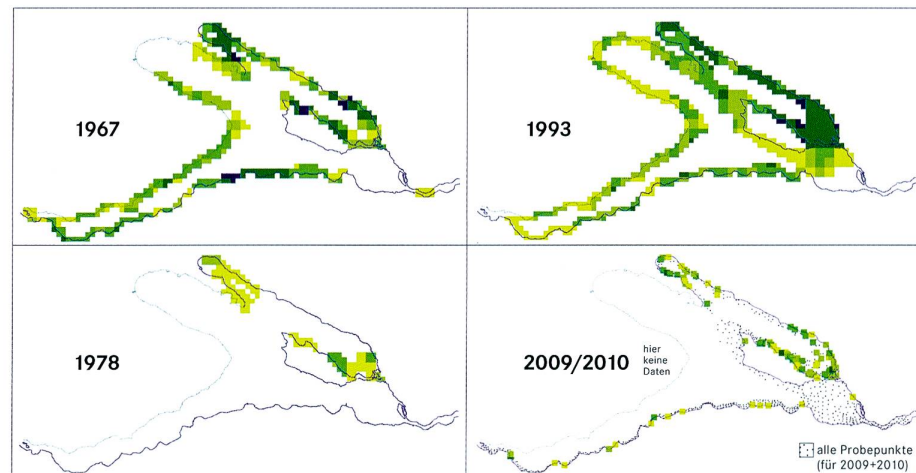 1967
1993
1978
2009/2010
hier
keine
Daten
alle Probepunkte
(für 2009+2010)